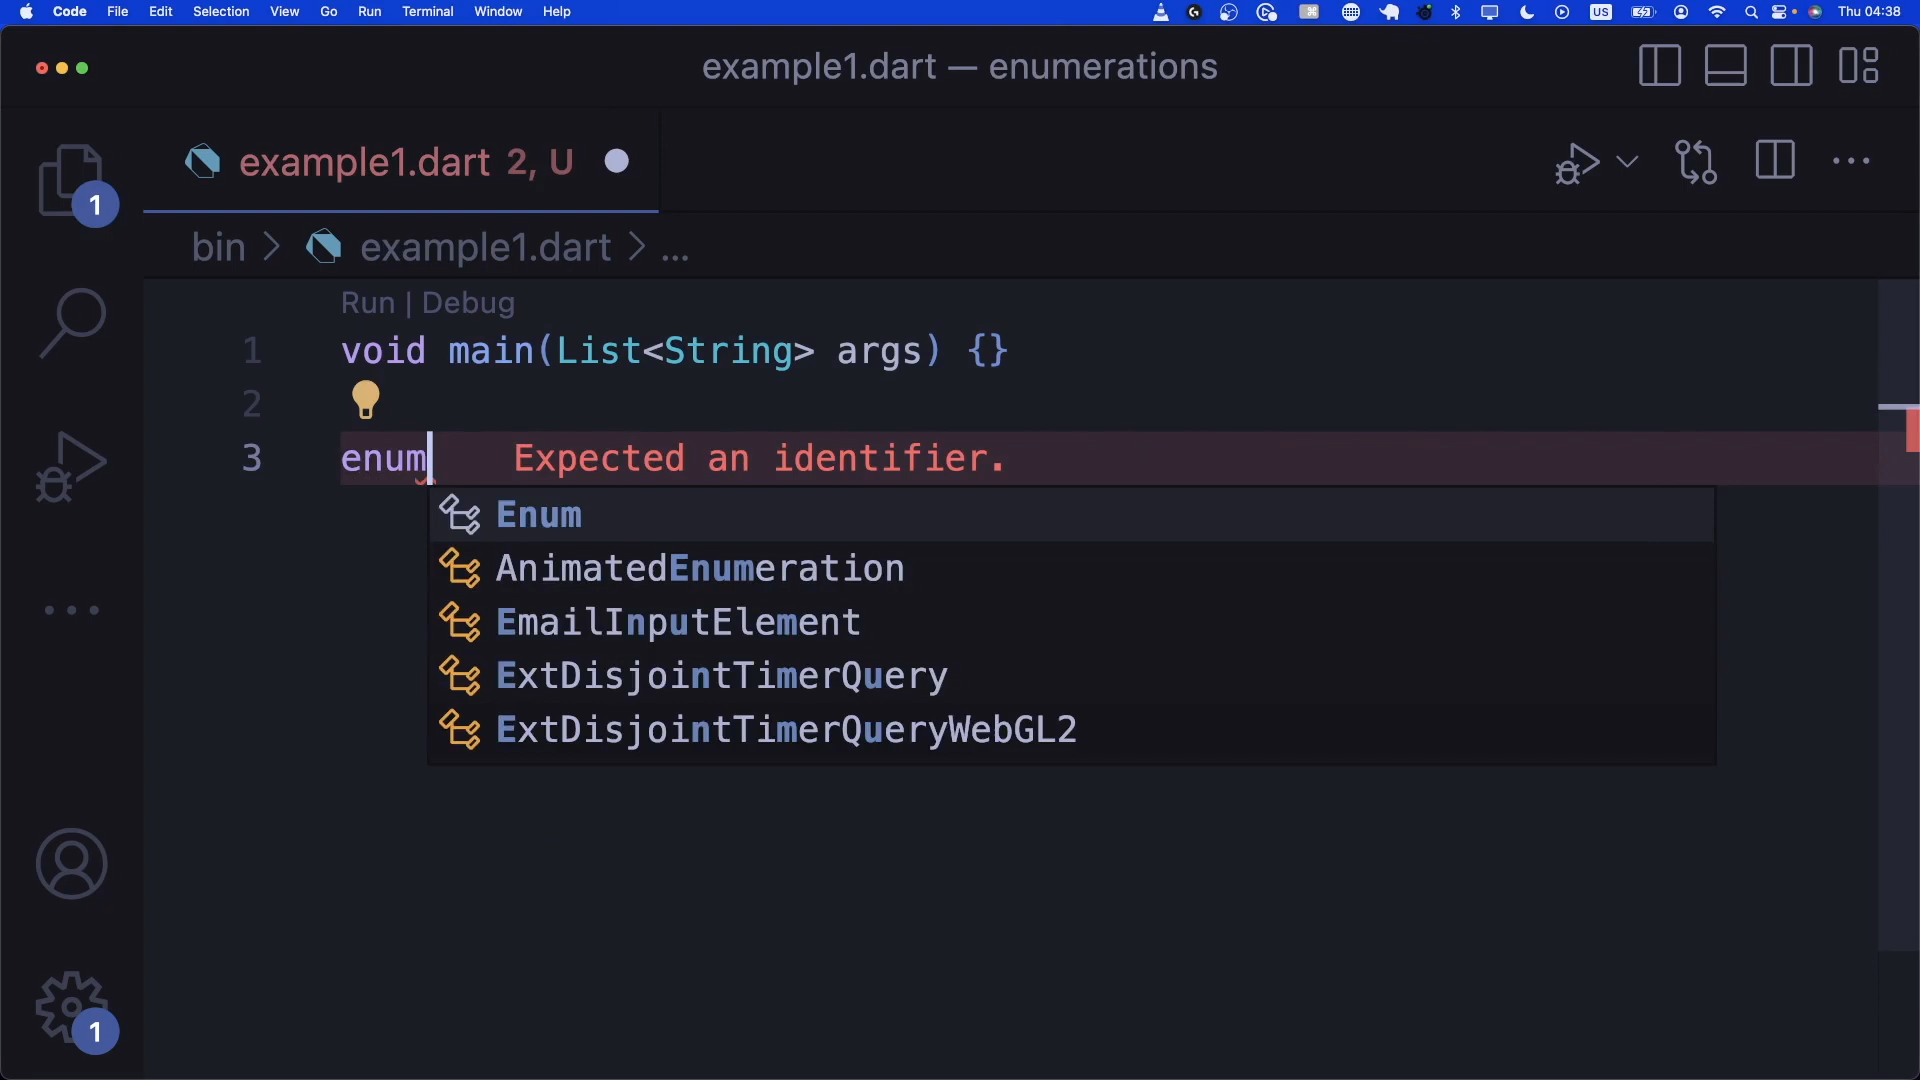 Code File Edit Selection View Go Run Terminal Window Help US Thu 04:38
example1.dart — enumerations
example1.dart 2, U
1
bin > example1.dart > ...
Run | Debug
1 void main(List<String> args) {}
2
3 enum Expected an identifier.
Enum
AnimatedEnumeration
EmailInputElement
ExtDisjointTimerQuery
ExtDisjointTimerQueryWebGL2
1